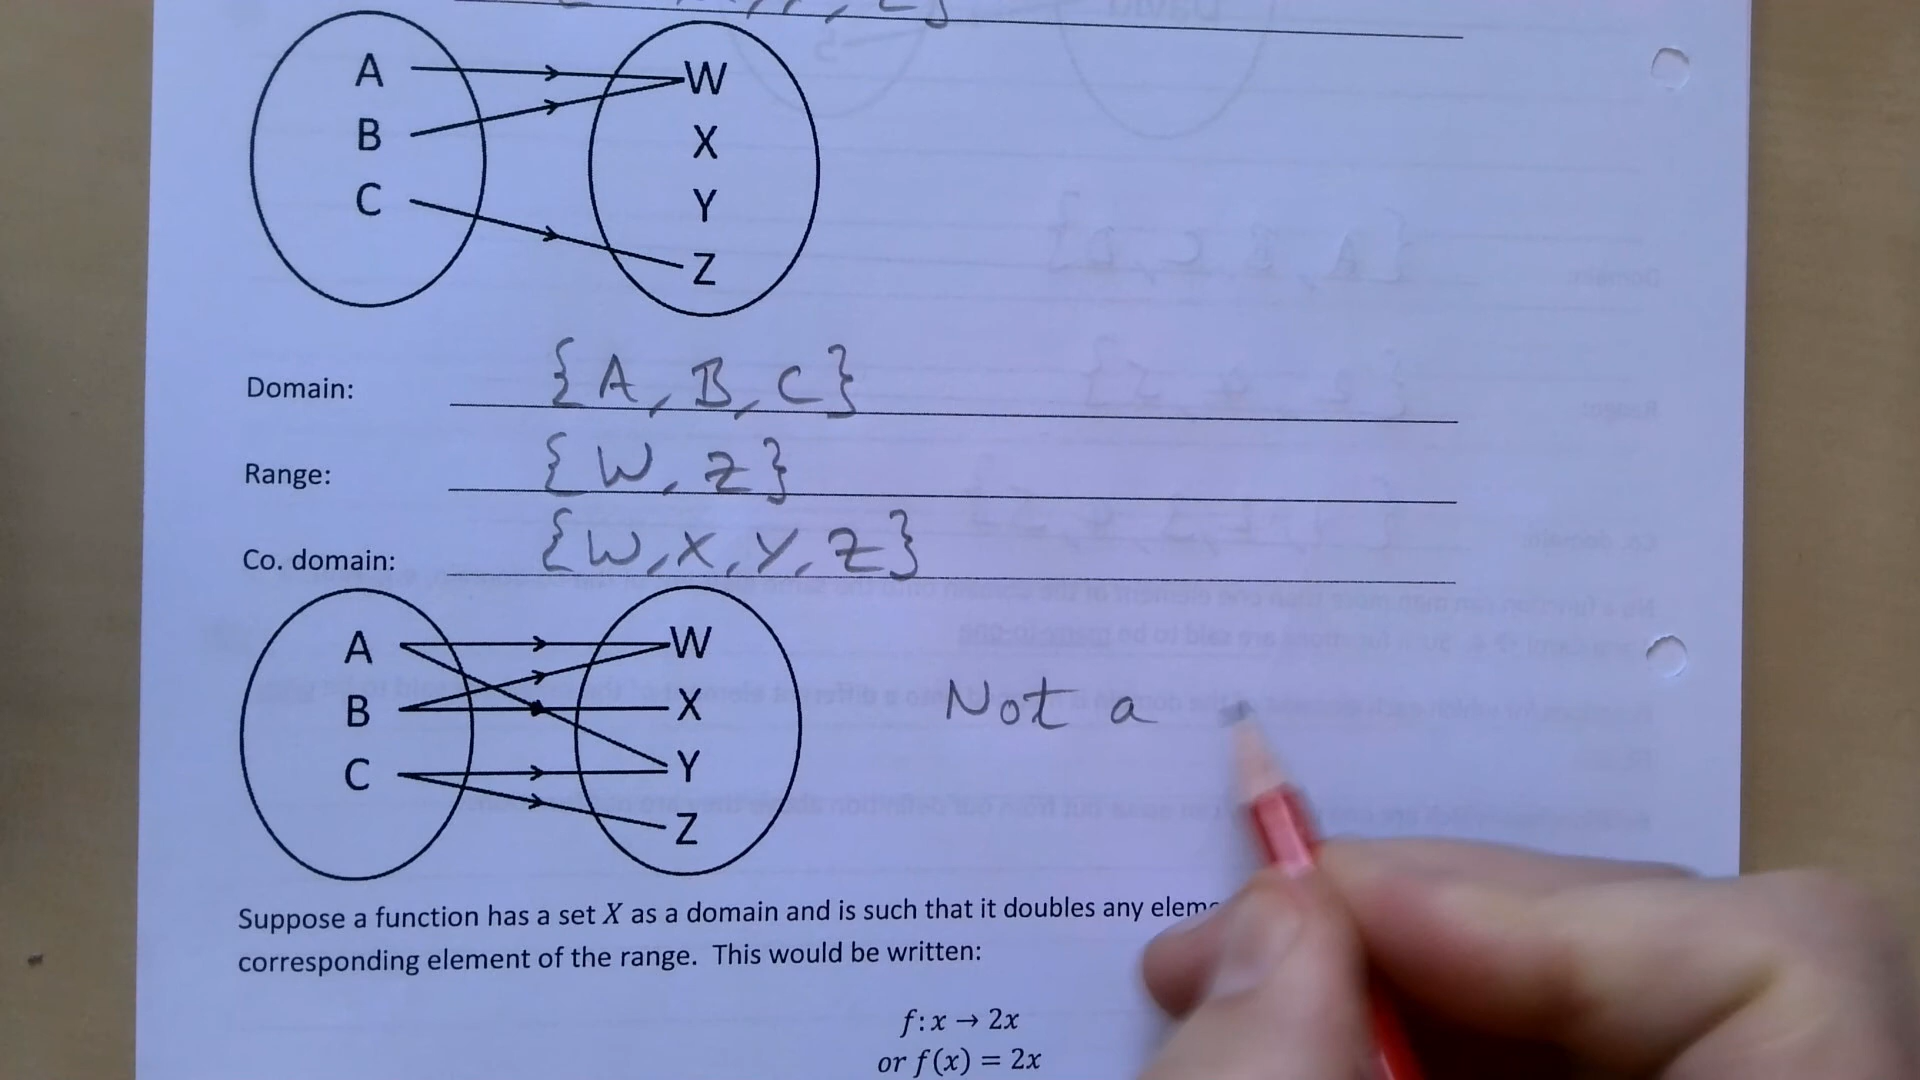 A
B
C
W
X
Y
Z
Domain: {A, B, C}
Range: {W, Z}
Co. domain: {W, X, Y, Z}
A
B
C
W
X
Y
Z
Not a
Suppose a function has a set X as a domain and is such that it doubles any
corresponding element of the range. This would be written:
f: x → 2x
or f(x) = 2x